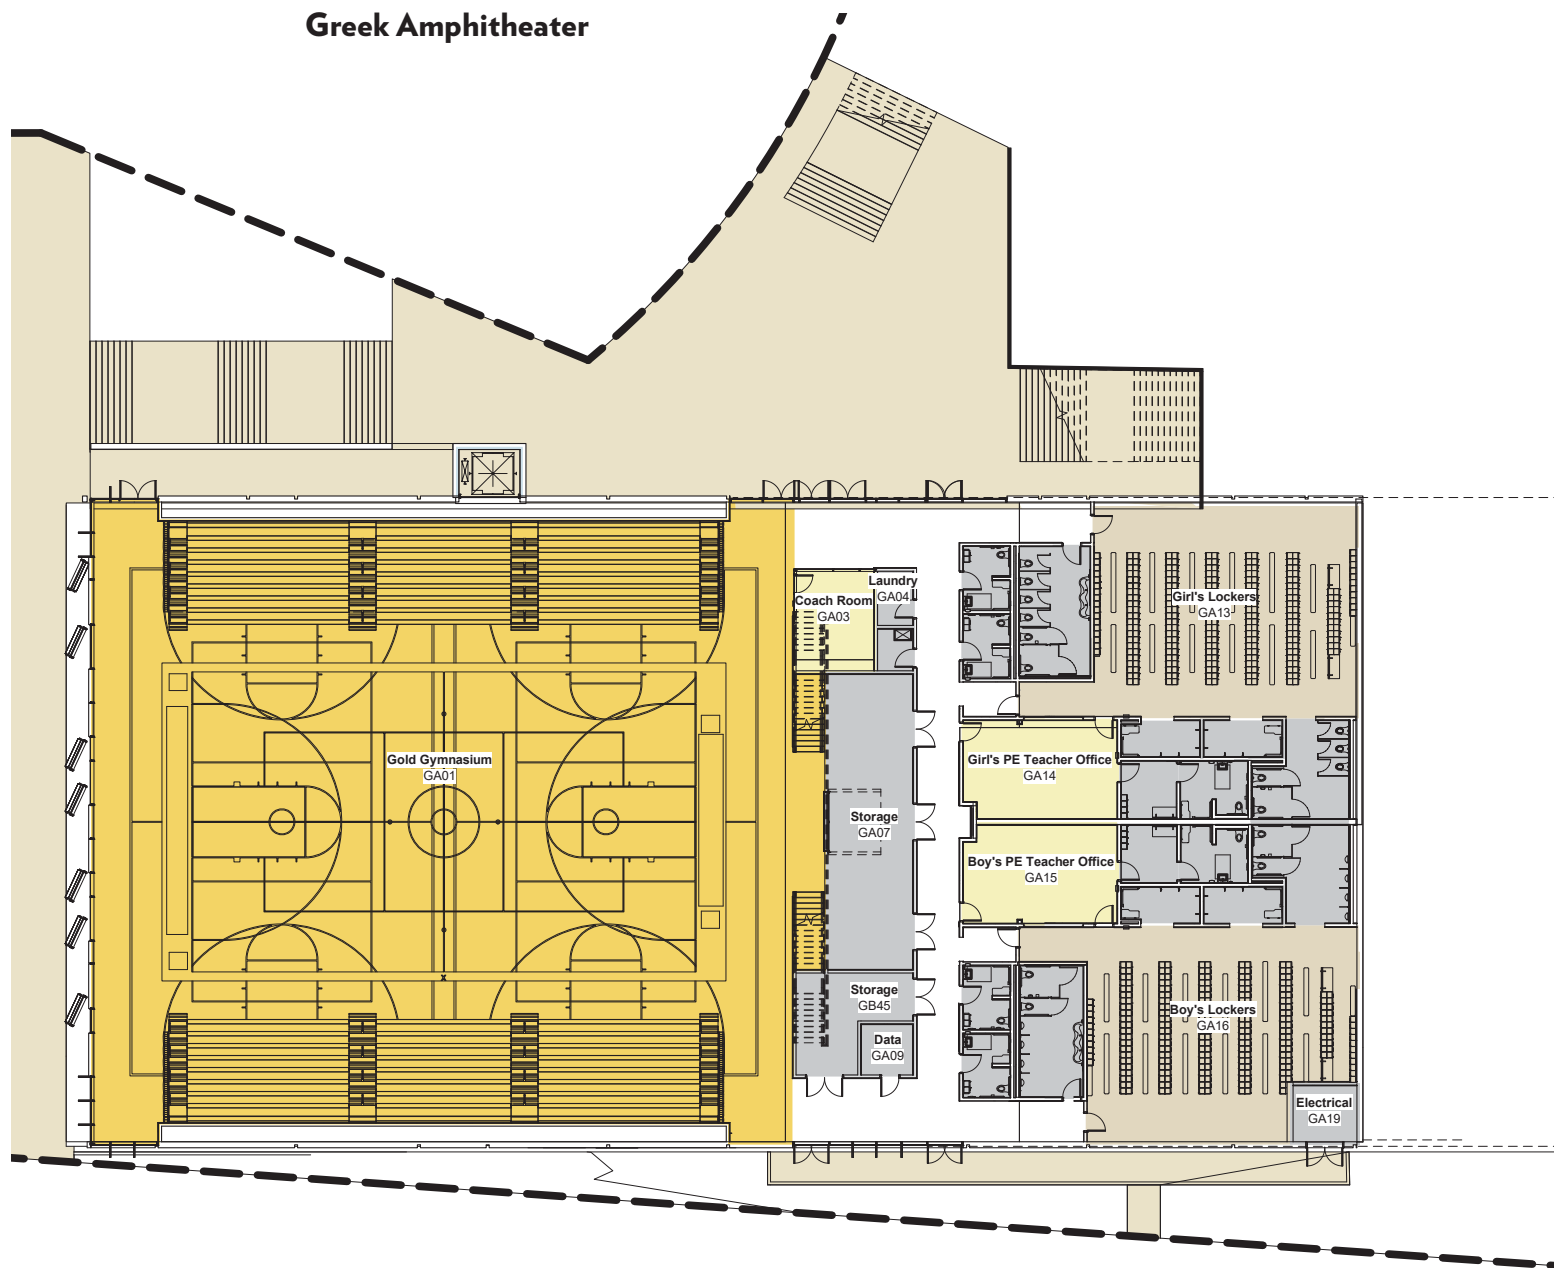 Greek Amphitheater
Laundry
GA04
Coach Room
GA03
Girl's Lockers
GA13
Gold Gymnasium
GA01
Girl's PE Teacher Office
GA14
Storage
GA07
Boy's PE Teacher Office
GA15
Storage
GB45
Boy's Lockers
GA16
Data
GA09
Electrical
GA19